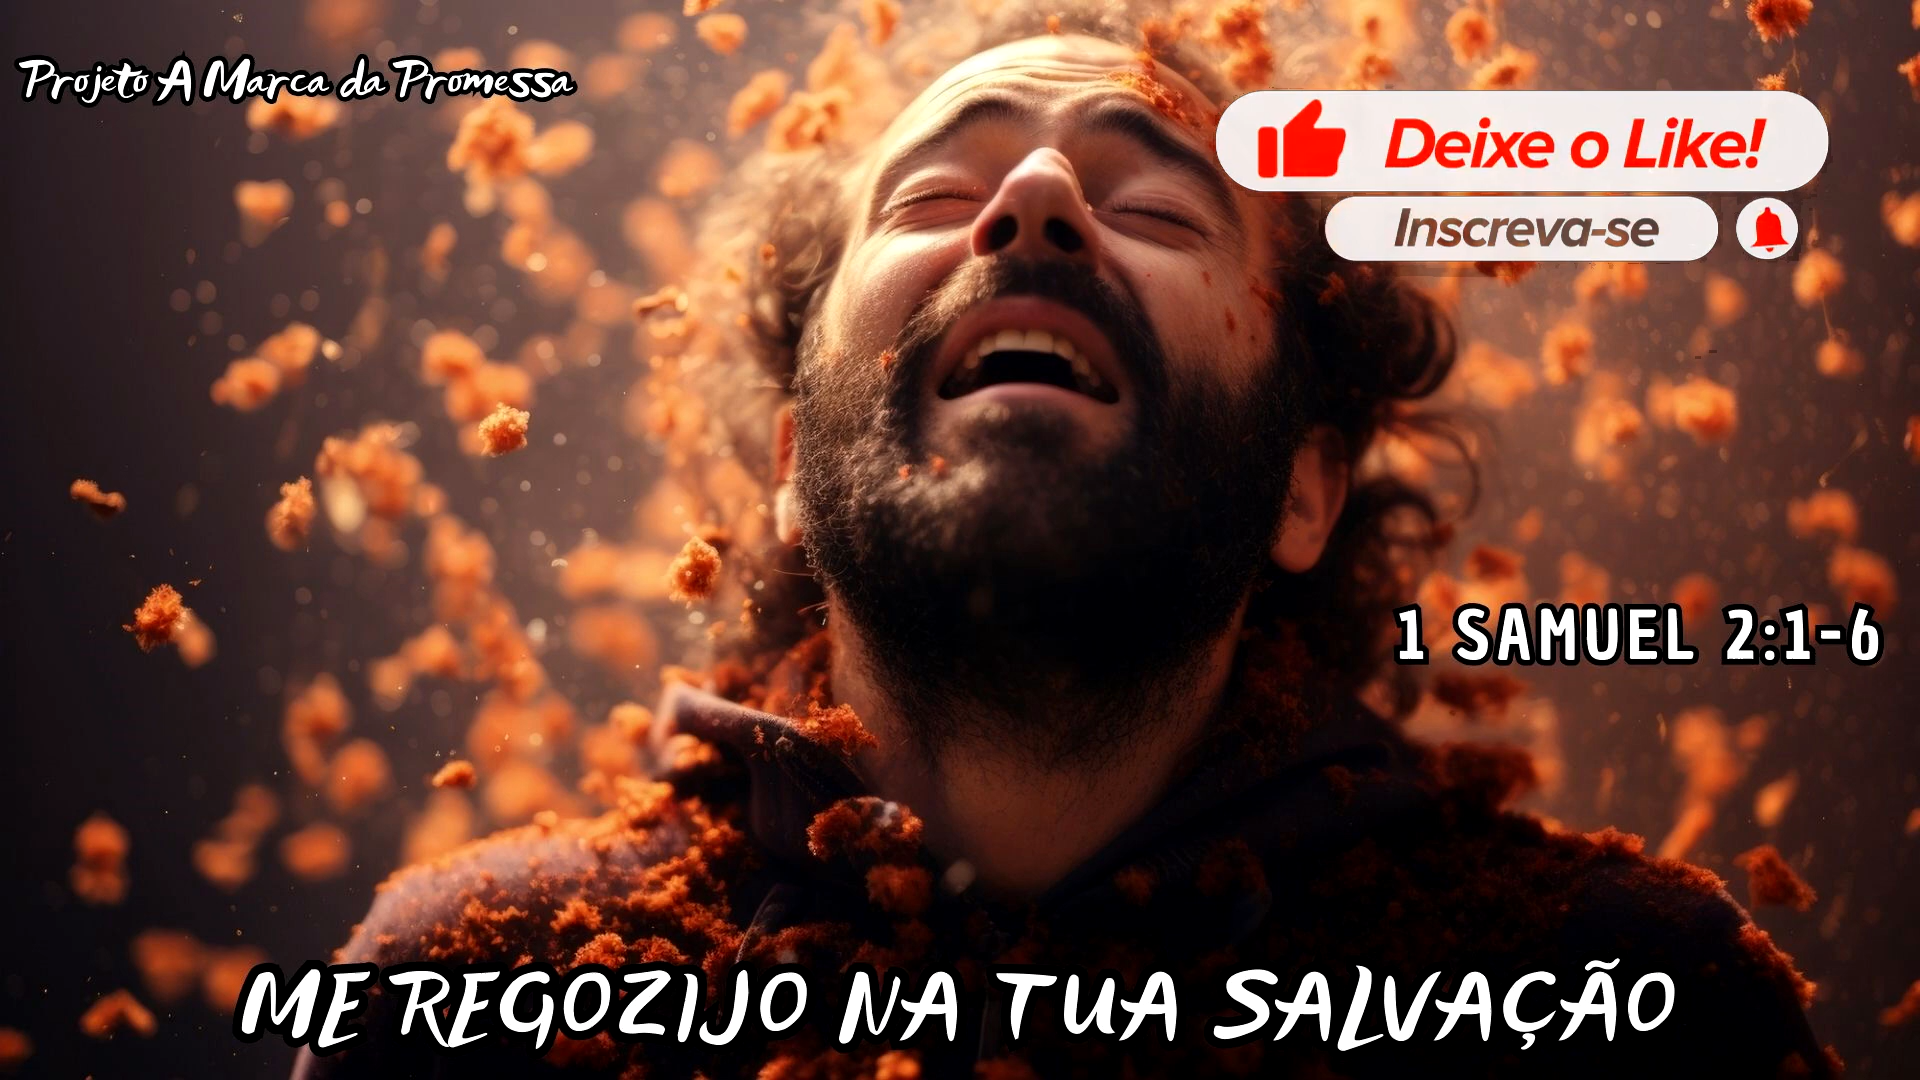 Projeto A Marca da Promessa
Deixe o Like!
Inscreva-se
1 SAMUEL 2:1-6
ME REGOZIJO NA TUA SALVAÇÃO